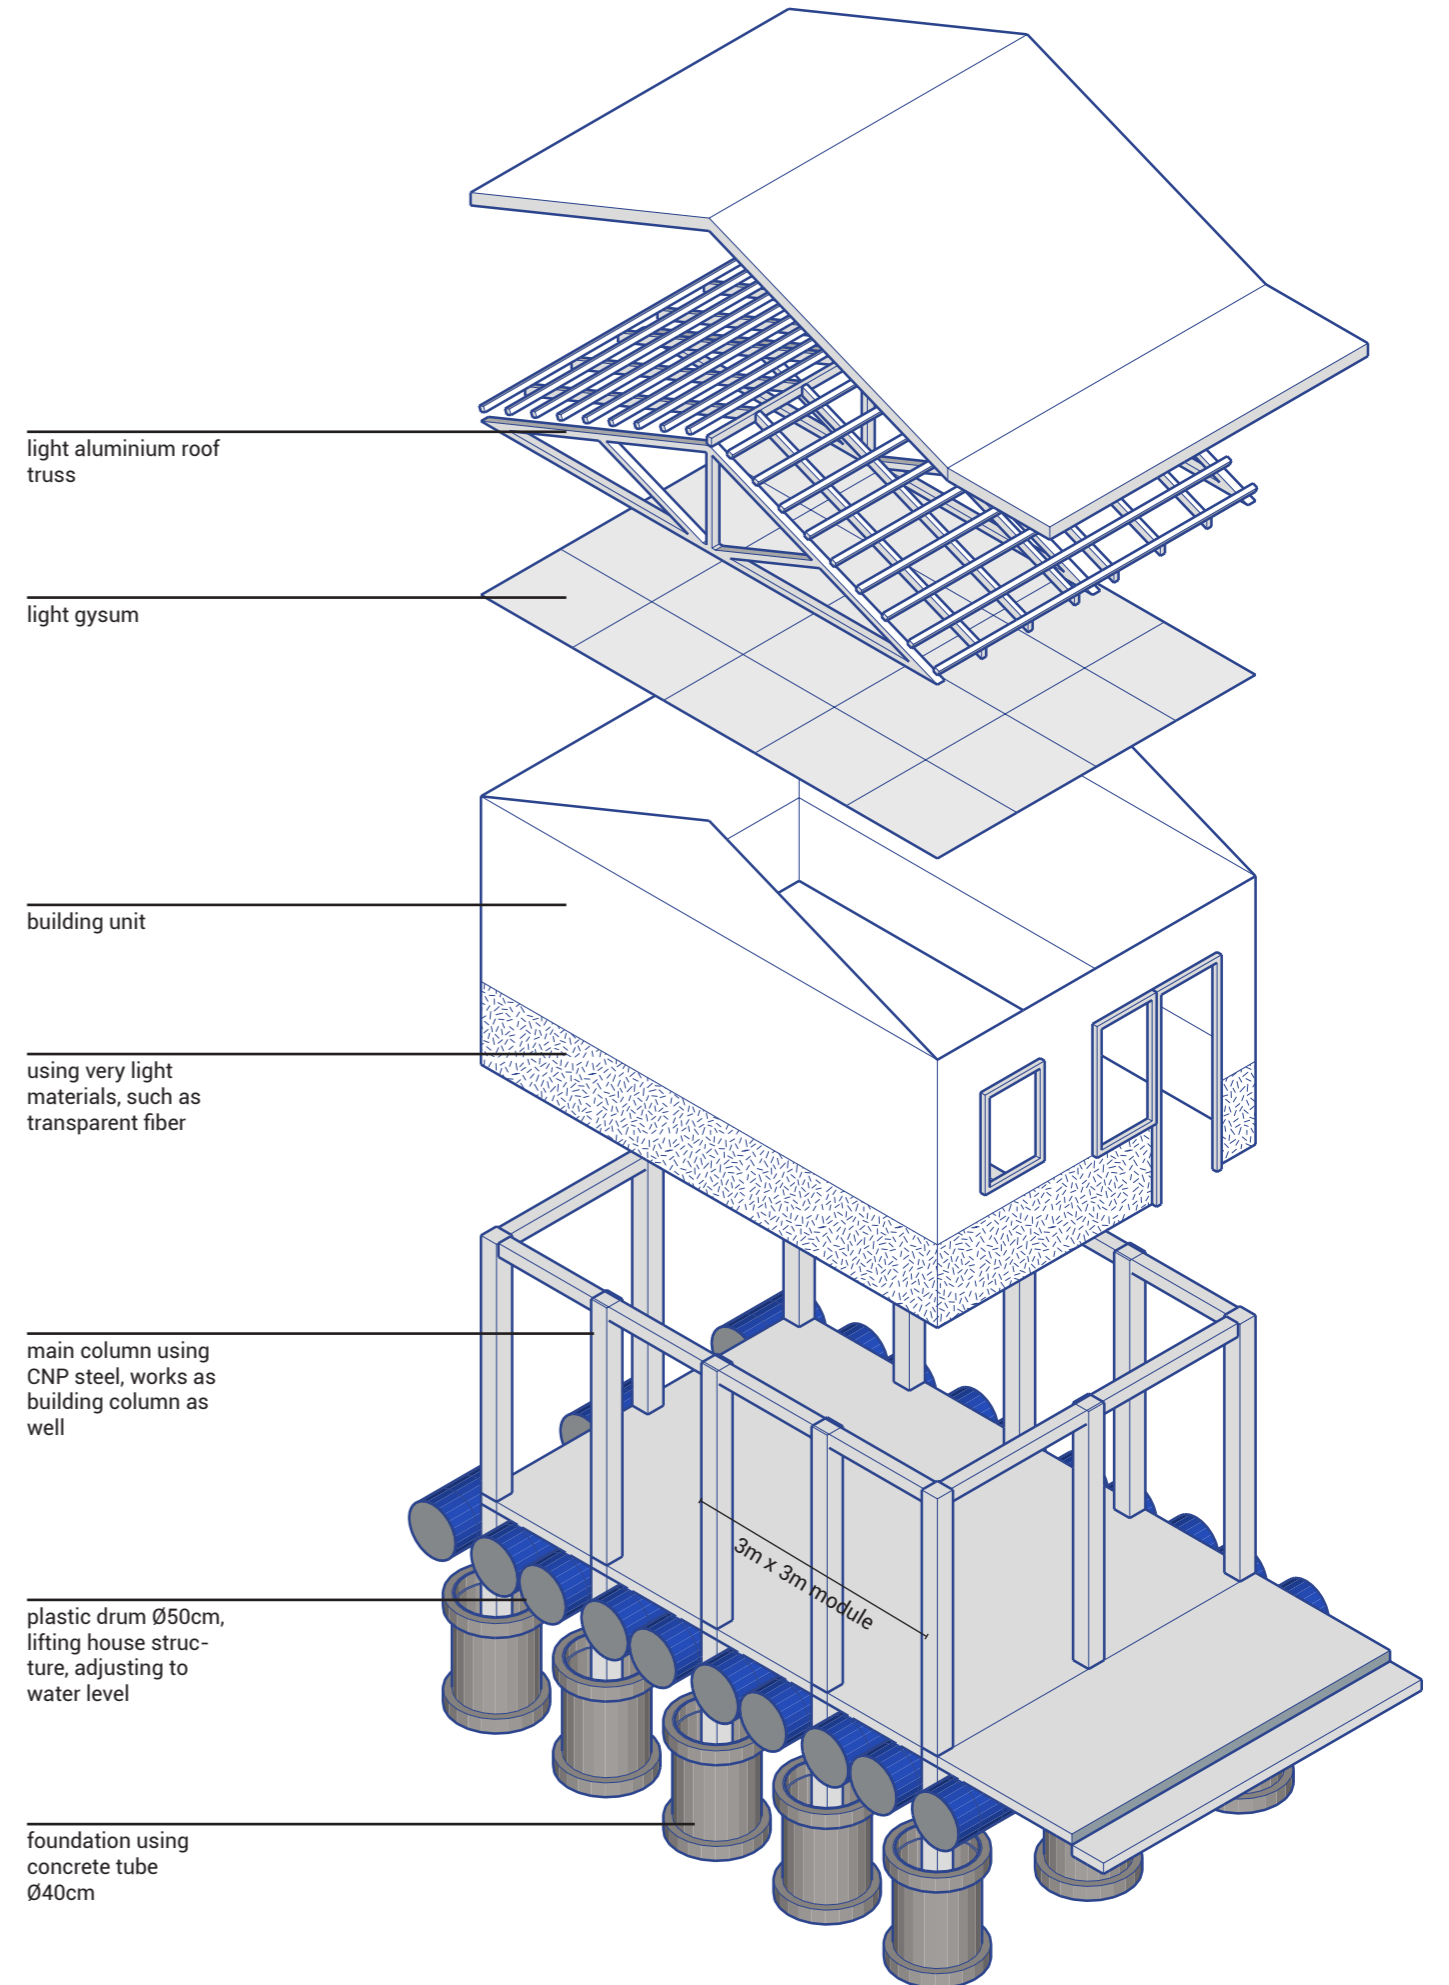 light aluminium roof
truss
light gysum
building unit
using very light
materials, such as
transparent fiber
main column using
CNP steel, works as
building column as
well
3m x 3m module
plastic drum Ø50cm,
lifting house struc-
ture, adjusting to
water level
foundation using
concrete tube
Ø40cm